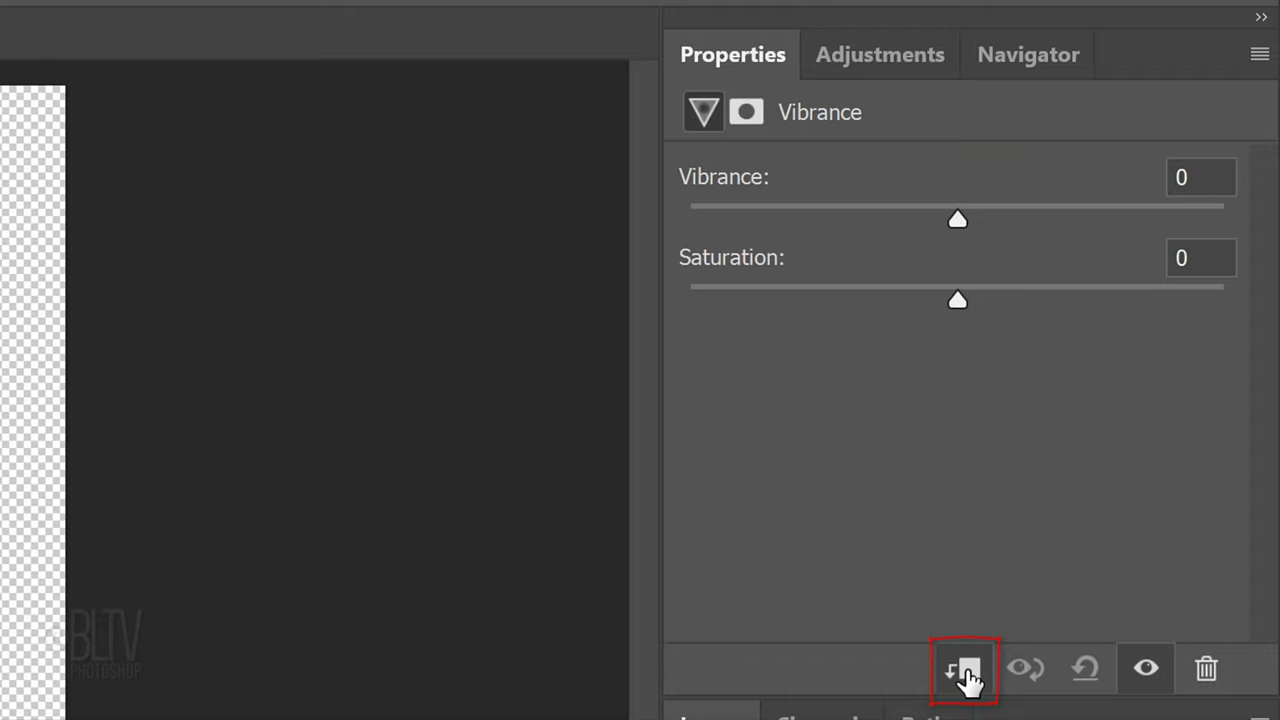 Properties Adjustments Navigator
Vibrance
Vibrance: 0
Saturation: 0
BLTV
PHOTOSHOP